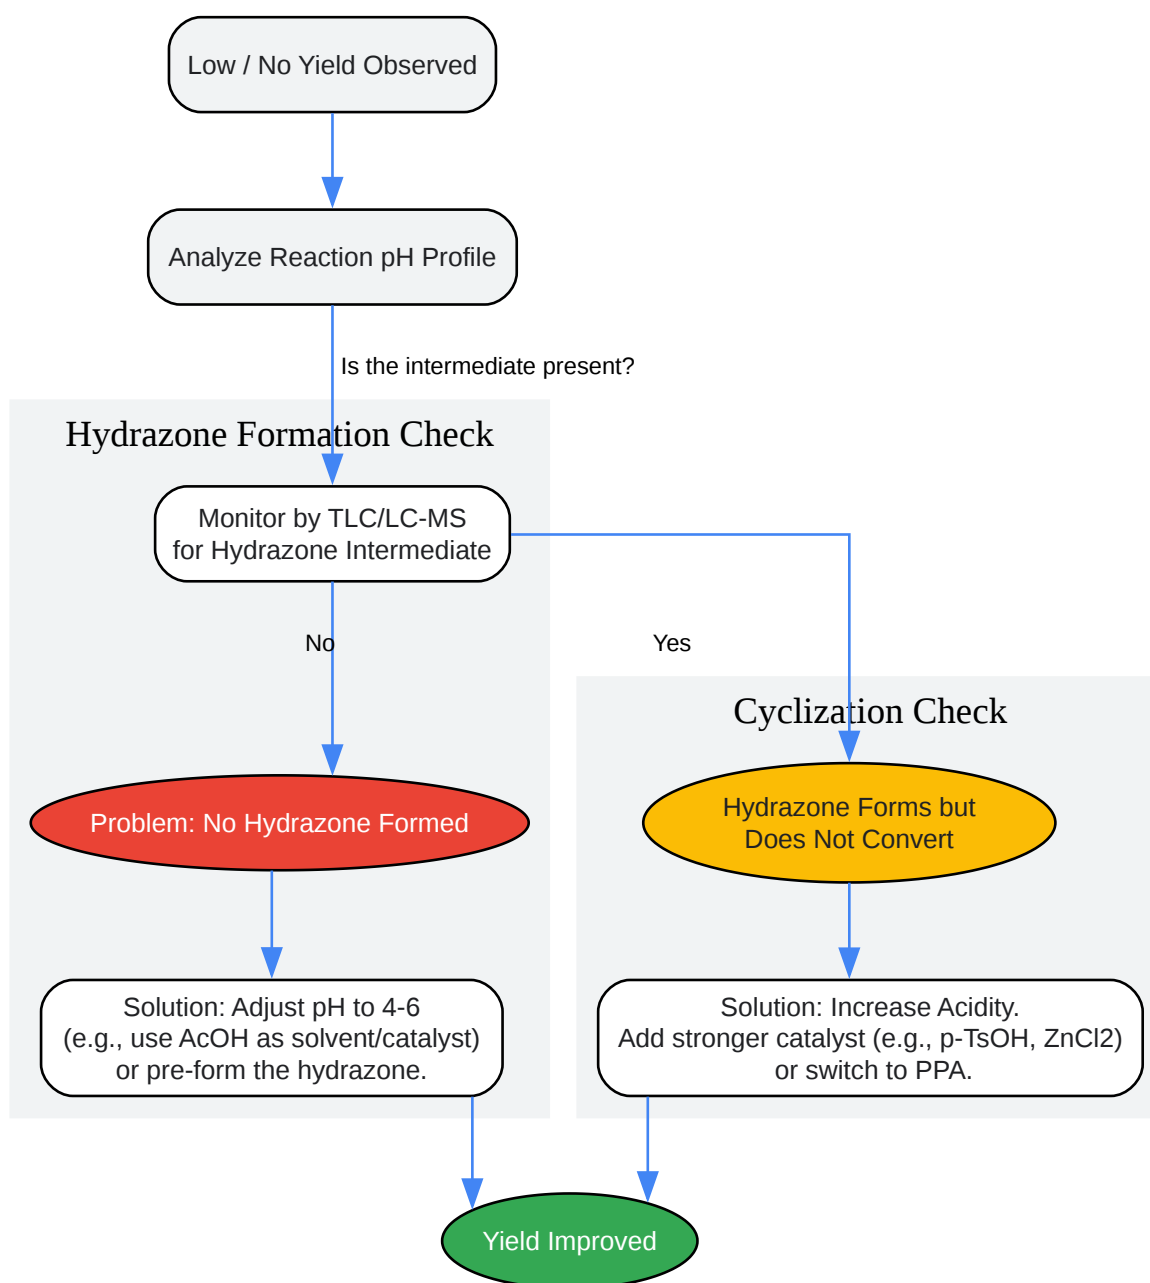 Low / No Yield Observed
Analyze Reaction pH Profile
Is the intermediate present?
Hydrazone Formation Check
Monitor by TLC/LC-MS
for Hydrazone Intermediate
No
Yes
Cyclization Check
Problem: No Hydrazone Formed
Hydrazone Forms but
Does Not Convert
Solution: Adjust pH to 4-6
(e.g., use AcOH as solvent/catalyst)
or pre-form the hydrazone.
Solution: Increase Acidity.
Add stronger catalyst (e.g., p-TsOH, ZnCl2)
or switch to PPA.
Yield Improved